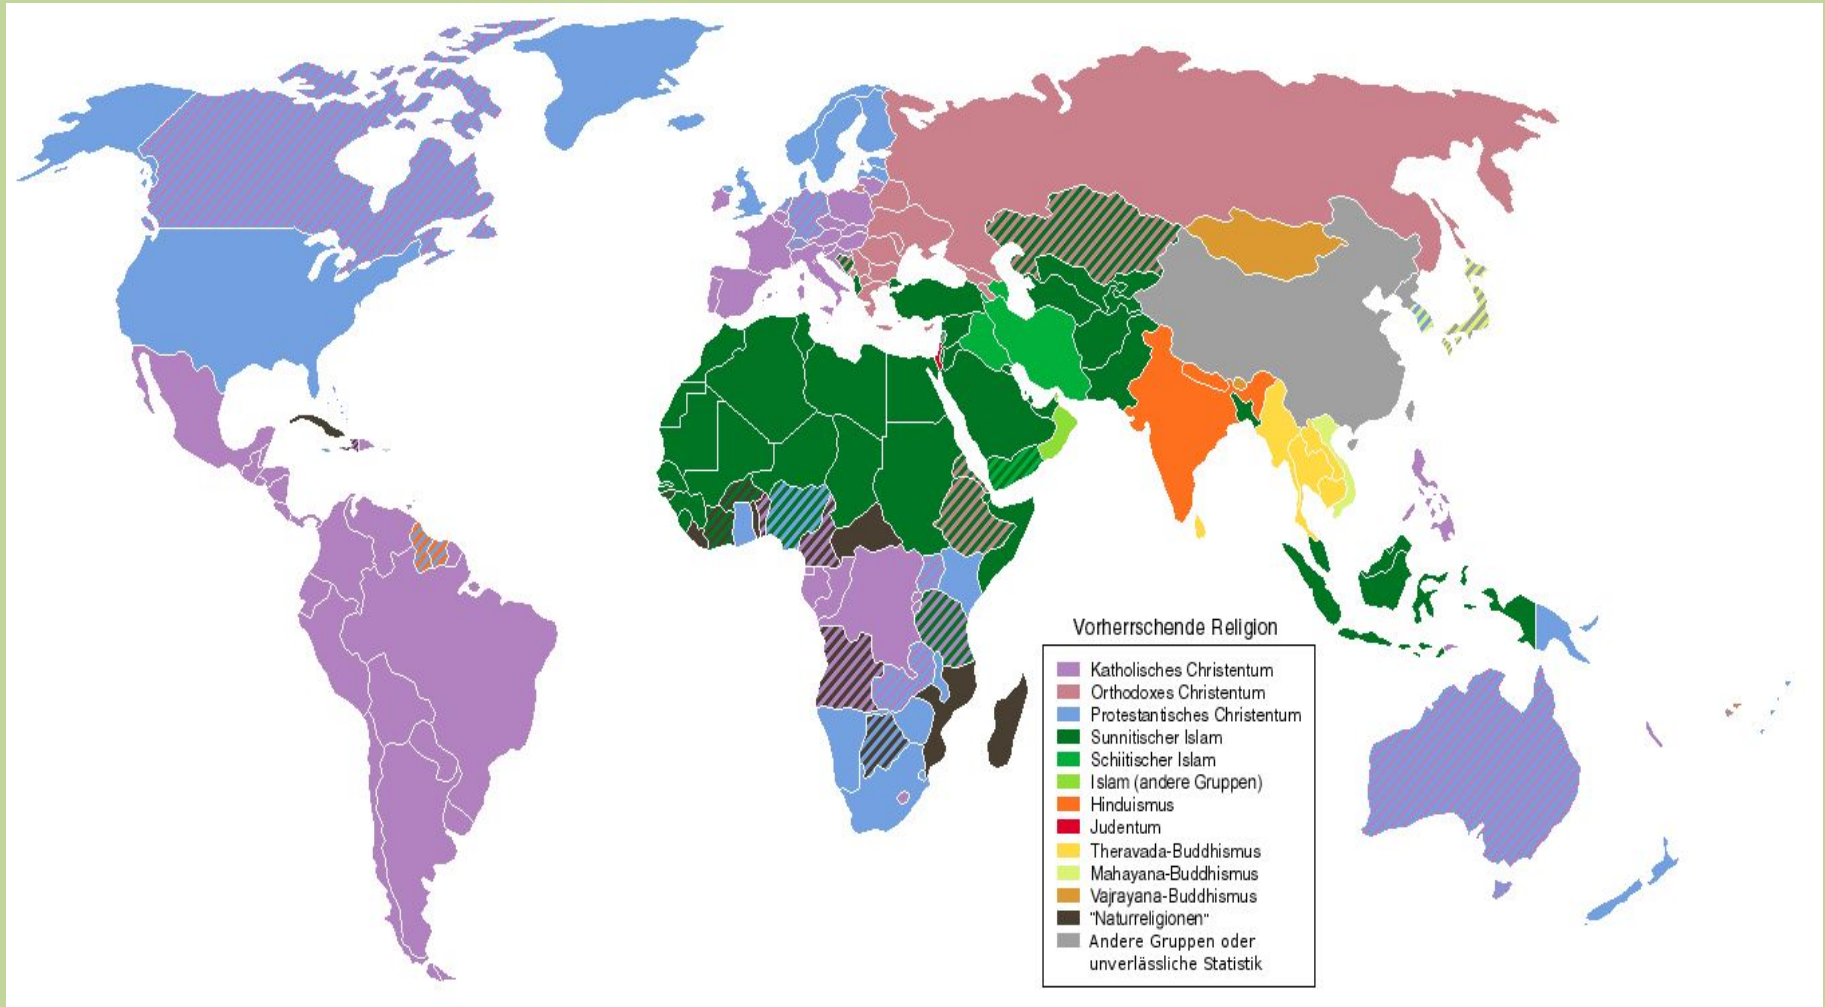 Vorherrschende Religion
Katholisches Christentum
Orthodoxes Christentum
Protestantisches Christentum
Sunnitischer Islam
Schiitischer Islam
Islam (andere Gruppen)
Hinduismus
Judentum
Theravada-Buddhismus
Mahayana-Buddhismus
Vajrayana-Buddhismus
"Naturreligionen"
Andere Gruppen oder
unverlässliche Statistik